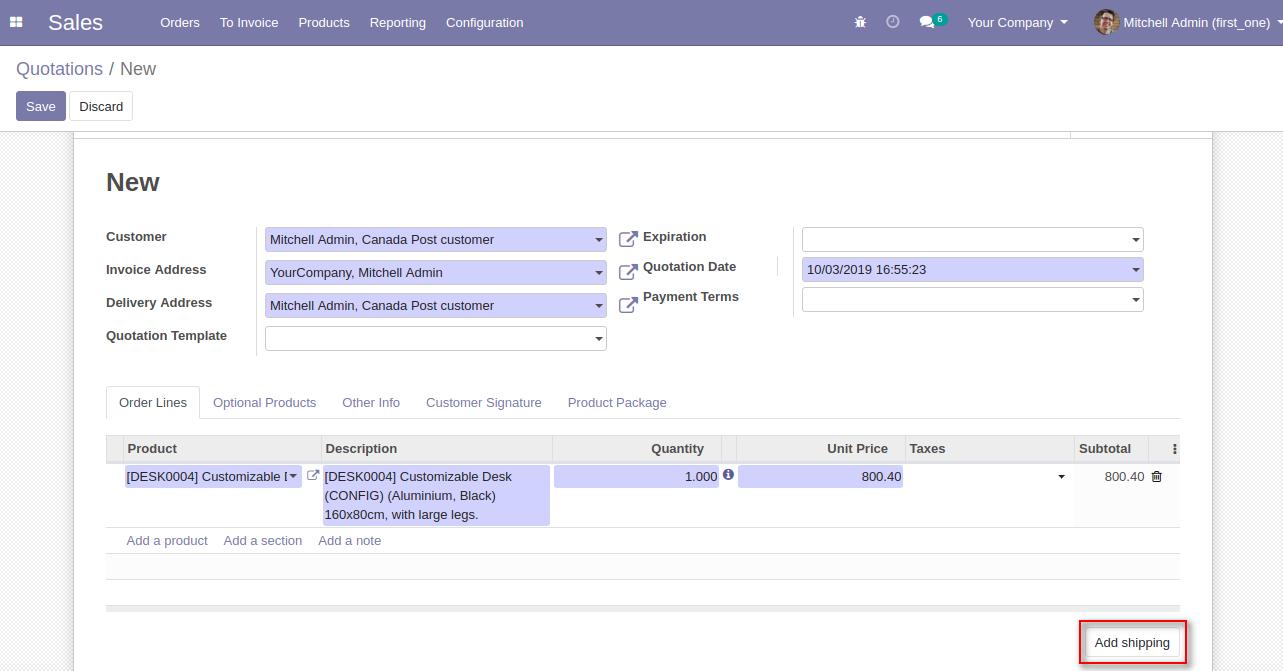 Sales Orders To Invoice Products Reporting Configuration 6 Your Company Mitchell Admin (first_one)
Quotations / New
Save Discard
New
Customer Mitchell Admin, Canada Post customer Expiration
Invoice Address YourCompany, Mitchell Admin Quotation Date 10/03/2019 16:55:23
Delivery Address Mitchell Admin, Canada Post customer Payment Terms
Quotation Template
Order Lines Optional Products Other Info Customer Signature Product Package
Product Description Quantity Unit Price Taxes Subtotal
[DESK0004] Customizable [ [DESK0004] Customizable Desk 1.000 800.40 800.40
(CONFIG) (Aluminium, Black)
160x80cm, with large legs.
Add a product Add a section Add a note
Add shipping